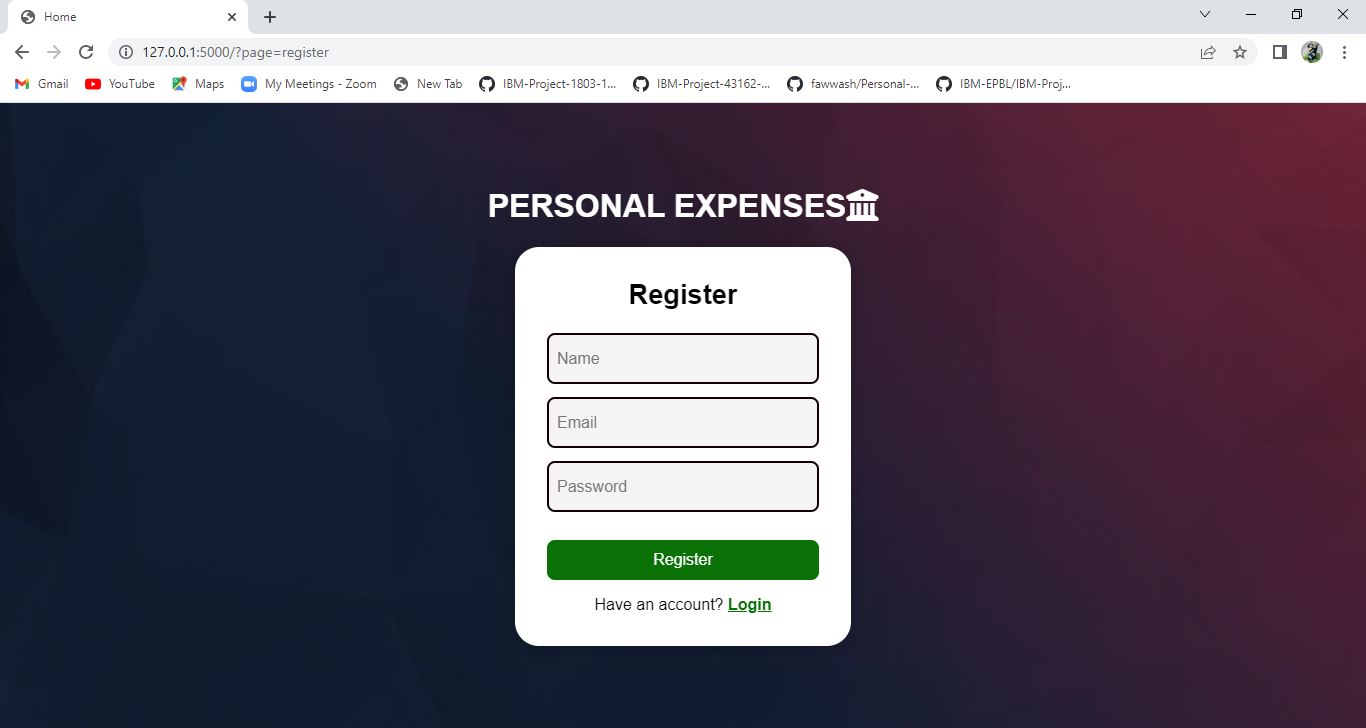 Home
127.0.0.1:5000/?page=register
Gmail YouTube Maps My Meetings - Zoom New Tab IBM-Project-1803-1... IBM-Project-43162-... fawwash/Personal-... IBM-EPBL/IBM-Proj...
PERSONAL EXPENSES
Register
Name
Email
Password
Register
Have an account? Login